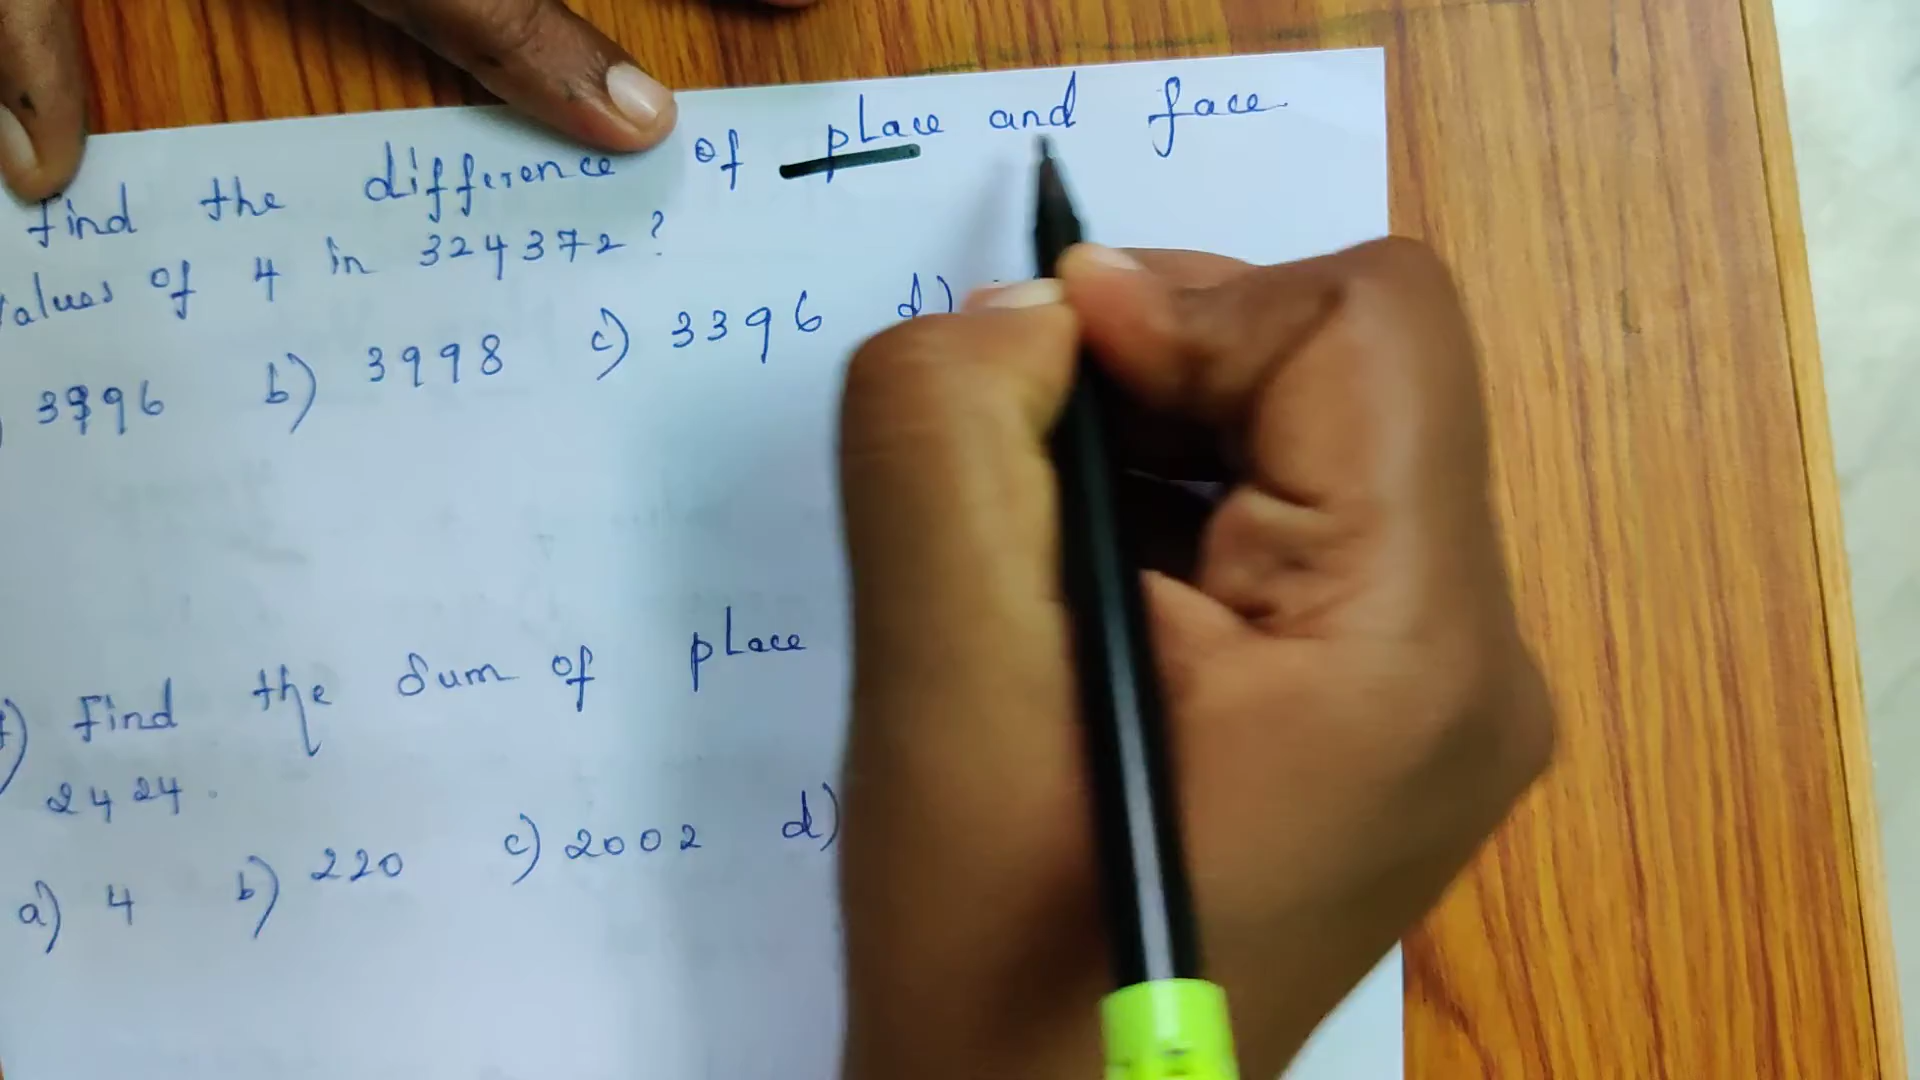 find the difference of place and face
values of 4 in 324372?
3996 b) 3998 c) 3396 d)
) Find the sum of place
2424.
a) 4 b) 220 c) 2002 d)